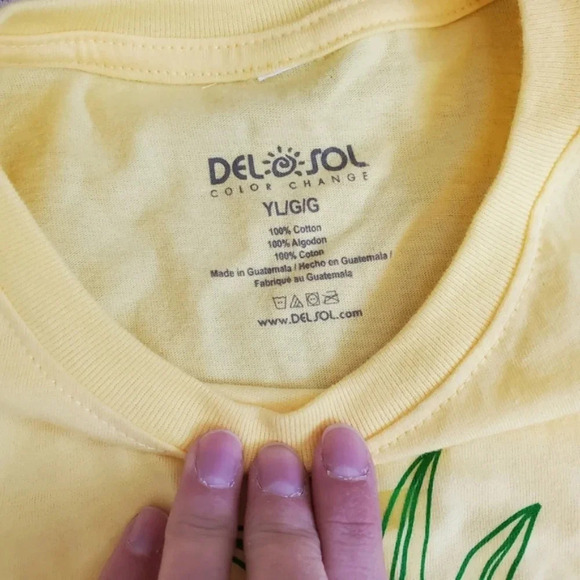 DEL SOL
COLOR CHANGE
YL/G/G
100% Cotton
100% Algodon
100% Coton
Made in Guatemala / Hecho en Guatemala /
Fabriqué au Guatemala
www.DELSOL.com